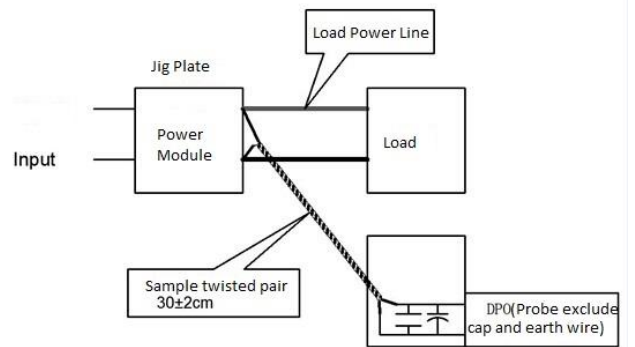 Load Power Line
Jig Plate
Power
Module
Load
Input
Sample twisted pair
30±2cm
DPO(Probe exclude
cap and earth wire)